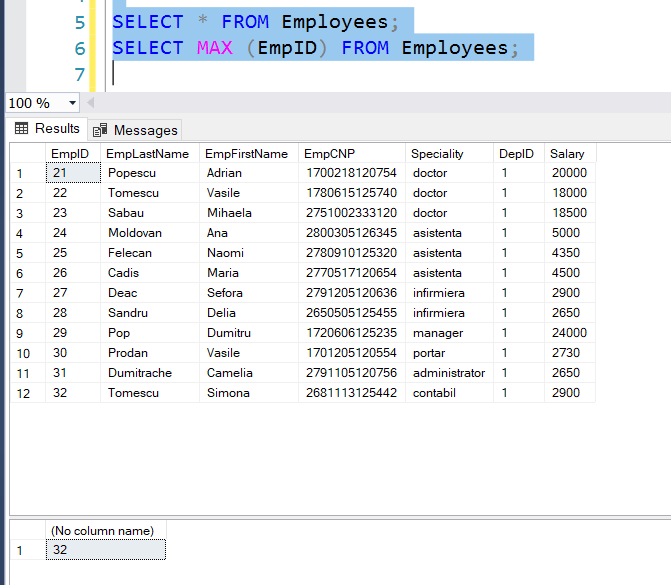 5 SELECT * FROM Employees;
6 SELECT MAX (EmpID) FROM Employees;
7
100 %
Results Messages
EmpID EmpLastName EmpFirstName EmpCNP Speciality DepID Salary
1 21 Popescu Adrian 1700218120754 doctor 1 20000
2 22 Tomescu Vasile 1780615125740 doctor 1 18000
3 23 Sabau Mihaela 2751002333120 doctor 1 18500
4 24 Moldovan Ana 2800305126345 asistenta 1 5000
5 25 Felecan Naomi 2780910125320 asistenta 1 4350
6 26 Cadis Maria 2770517120654 asistenta 1 4500
7 27 Deac Sefora 2791205120636 infirmiera 1 2900
8 28 Sandru Delia 2650505125455 infirmiera 1 2650
9 29 Pop Dumitru 1720606125235 manager 1 24000
10 30 Prodan Vasile 1701205120554 portar 1 2730
11 31 Dumitrache Camelia 2791105120756 administrator 1 2650
12 32 Tomescu Simona 2681113125442 contabil 1 2900
(No column name)
1 32